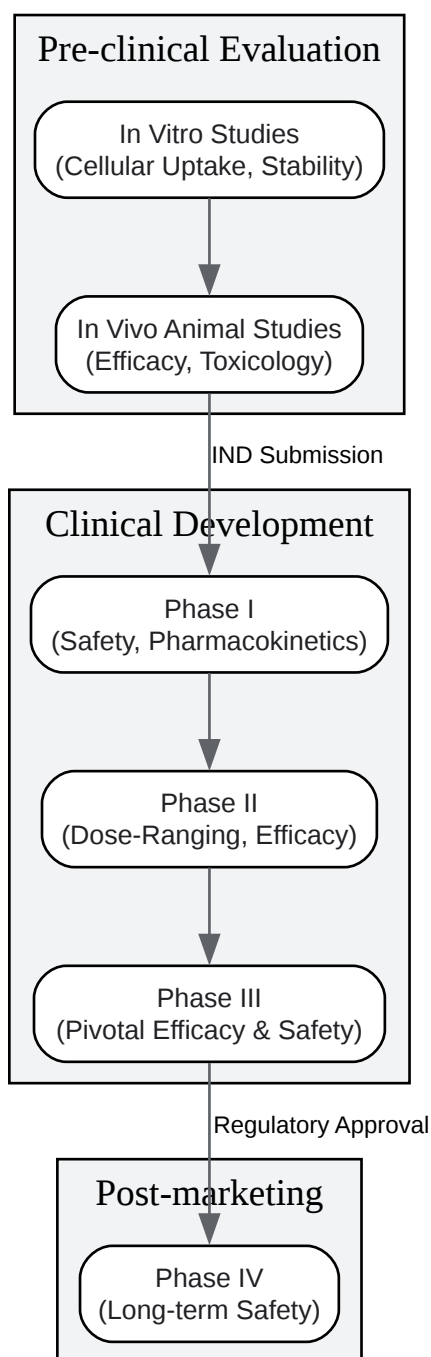 Pre-clinical Evaluation
In Vitro Studies
(Cellular Uptake, Stability)
In Vivo Animal Studies
(Efficacy, Toxicology)
IND Submission
Clinical Development
Phase I
(Safety, Pharmacokinetics)
Phase II
(Dose-Ranging, Efficacy)
Phase III
(Pivotal Efficacy & Safety)
Regulatory Approval
Post-marketing
Phase IV
(Long-term Safety)